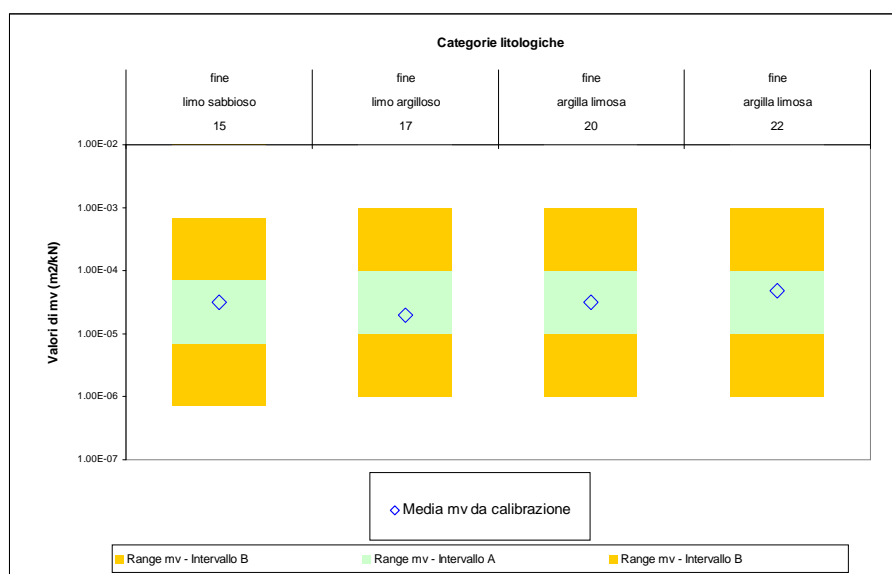 Categorie litologiche
fine fine fine fine
limo sabbioso limo argilloso argilla limosa argilla limosa
15 17 20 22
1.00E-02
1.00E-03
1.00E-04
1.00E-05
1.00E-06
1.00E-07
Valori di mv (m2/kN)
Media mv da calibrazione
Range mv - Intervallo B Range mv - Intervallo A Range mv - Intervallo B